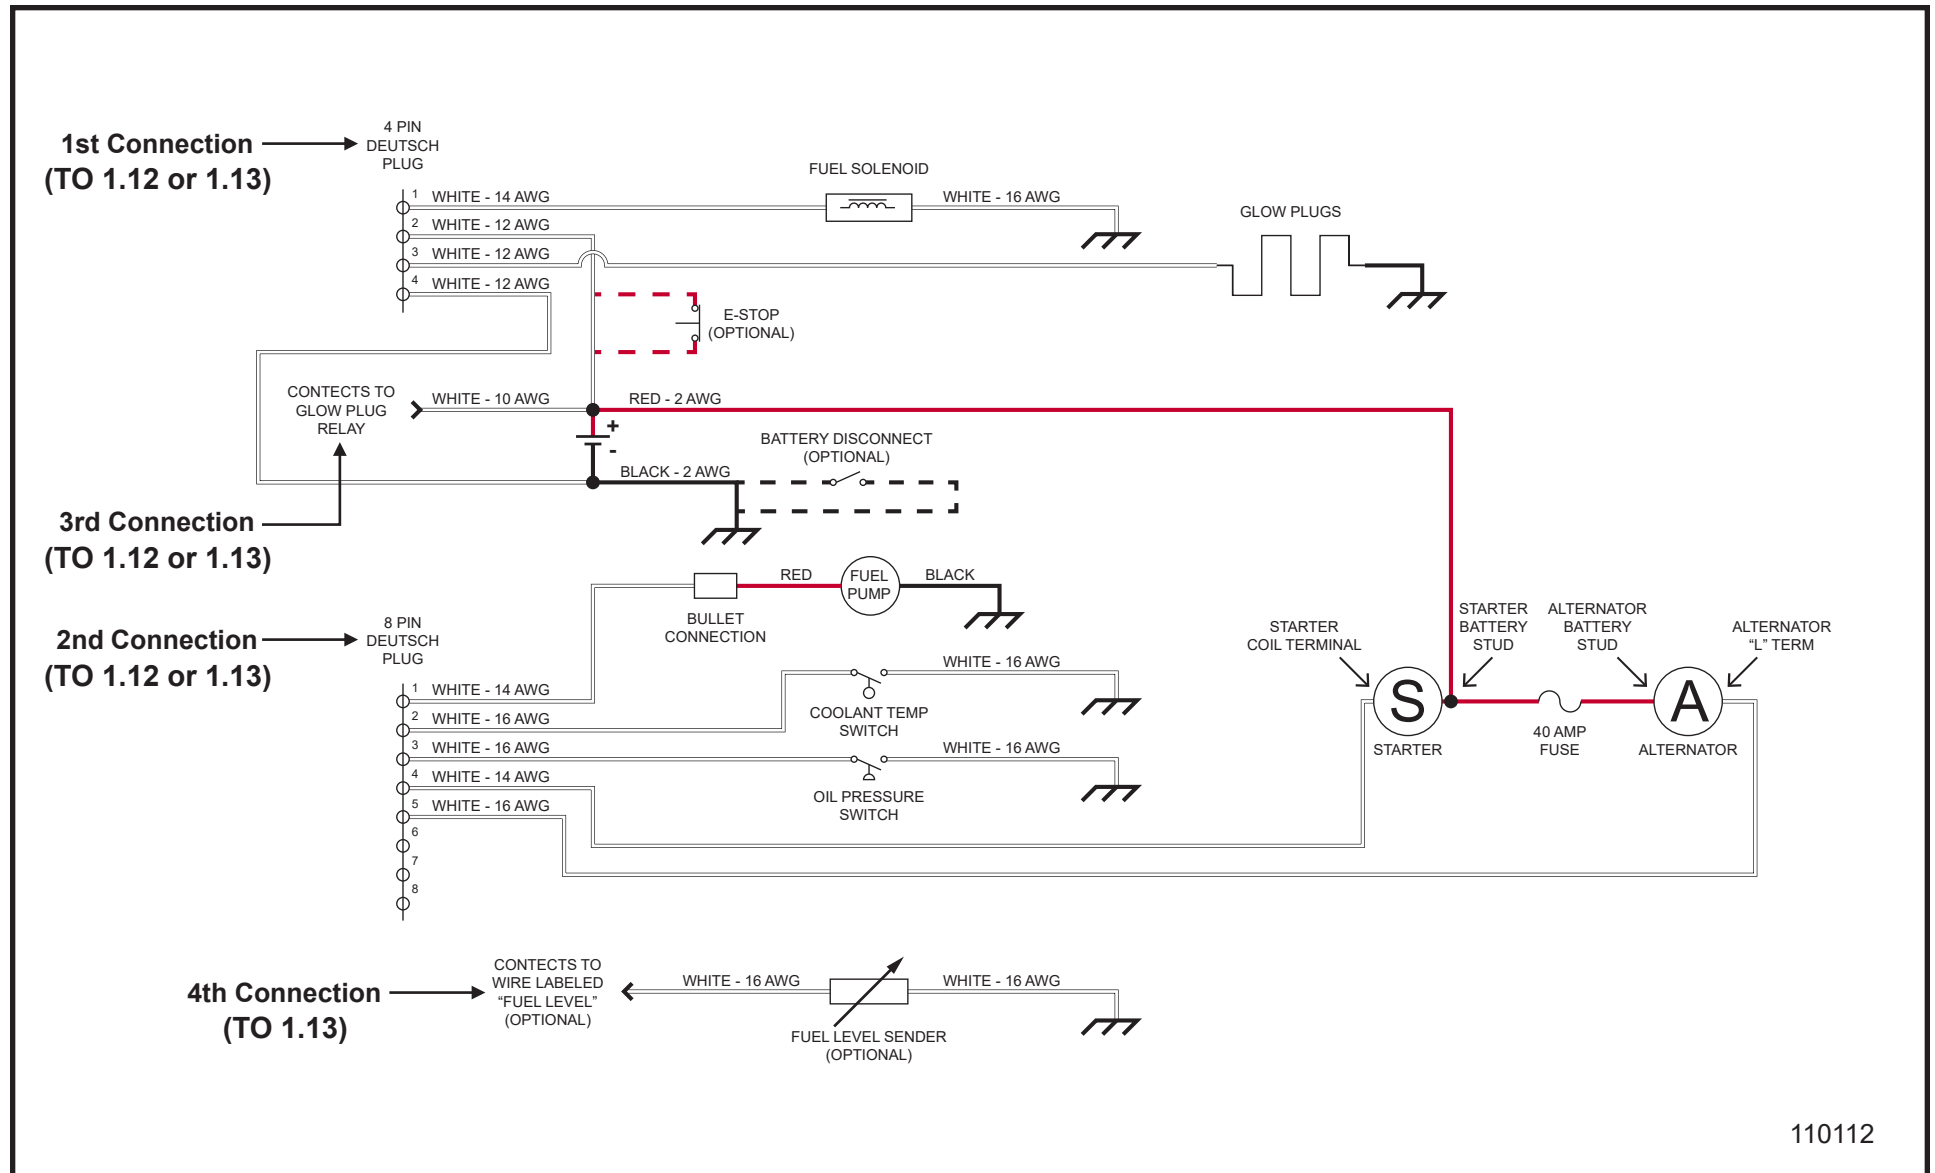 1st Connection
(TO 1.12 or 1.13)
4 PIN
DEUTSCH
PLUG
1 WHITE - 14 AWG
2 WHITE - 12 AWG
3 WHITE - 12 AWG
4 WHITE - 12 AWG
FUEL SOLENOID
WHITE - 16 AWG
GLOW PLUGS
E-STOP
(OPTIONAL)
CONTECTS TO
GLOW PLUG
RELAY
WHITE - 10 AWG
RED - 2 AWG
+
-
BLACK - 2 AWG
BATTERY DISCONNECT
(OPTIONAL)
3rd Connection
(TO 1.12 or 1.13)
RED
FUEL
PUMP
BLACK
BULLET
CONNECTION
2nd Connection
(TO 1.12 or 1.13)
8 PIN
DEUTSCH
PLUG
1 WHITE - 14 AWG
2 WHITE - 16 AWG
3 WHITE - 16 AWG
4 WHITE - 14 AWG
5 WHITE - 16 AWG
6
7
8
WHITE - 16 AWG
COOLANT TEMP
SWITCH
WHITE - 16 AWG
OIL PRESSURE
SWITCH
STARTER
COIL TERMINAL
STARTER
BATTERY
STUD
ALTERNATOR
BATTERY
STUD
ALTERNATOR
“L” TERM
S
A
STARTER
40 AMP
FUSE
ALTERNATOR
4th Connection
(TO 1.13)
CONTECTS TO
WIRE LABELED
“FUEL LEVEL”
(OPTIONAL)
WHITE - 16 AWG
WHITE - 16 AWG
FUEL LEVEL SENDER
(OPTIONAL)
110112